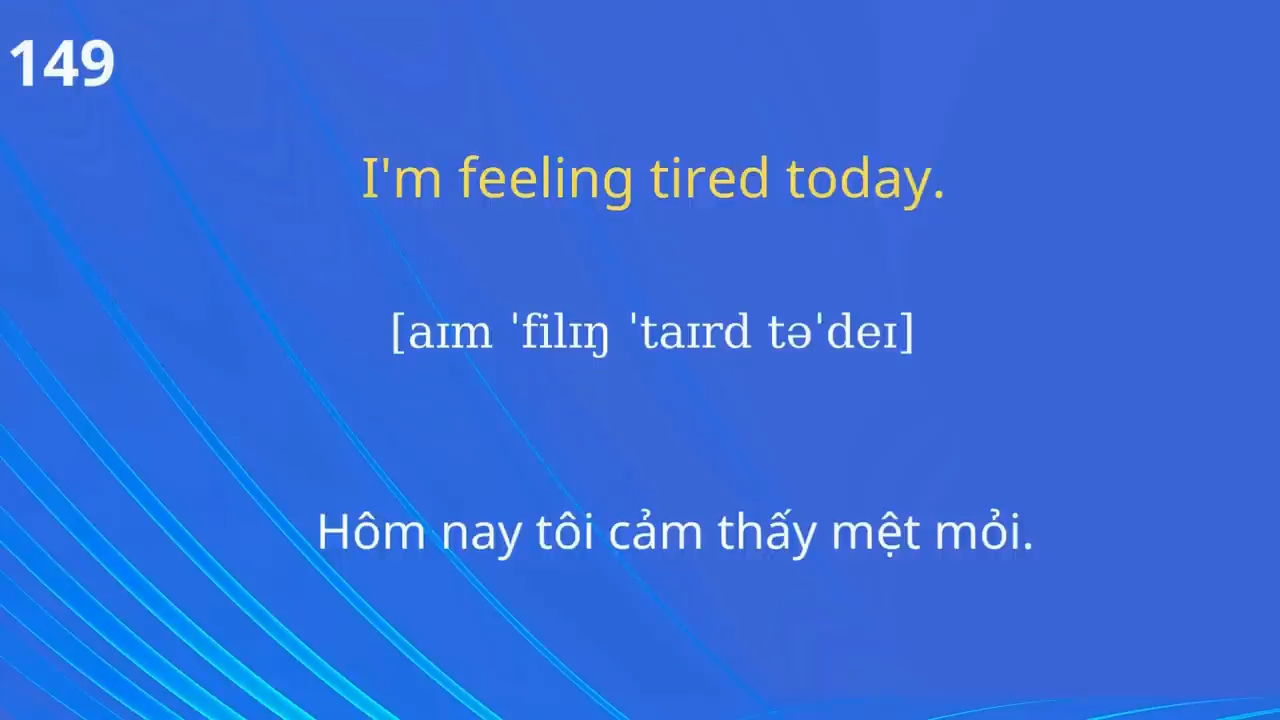 149
I'm feeling tired today.
[aɪm ˈfilɪŋ ˈtaɪrd təˈdeɪ]
Hôm nay tôi cảm thấy mệt mỏi.